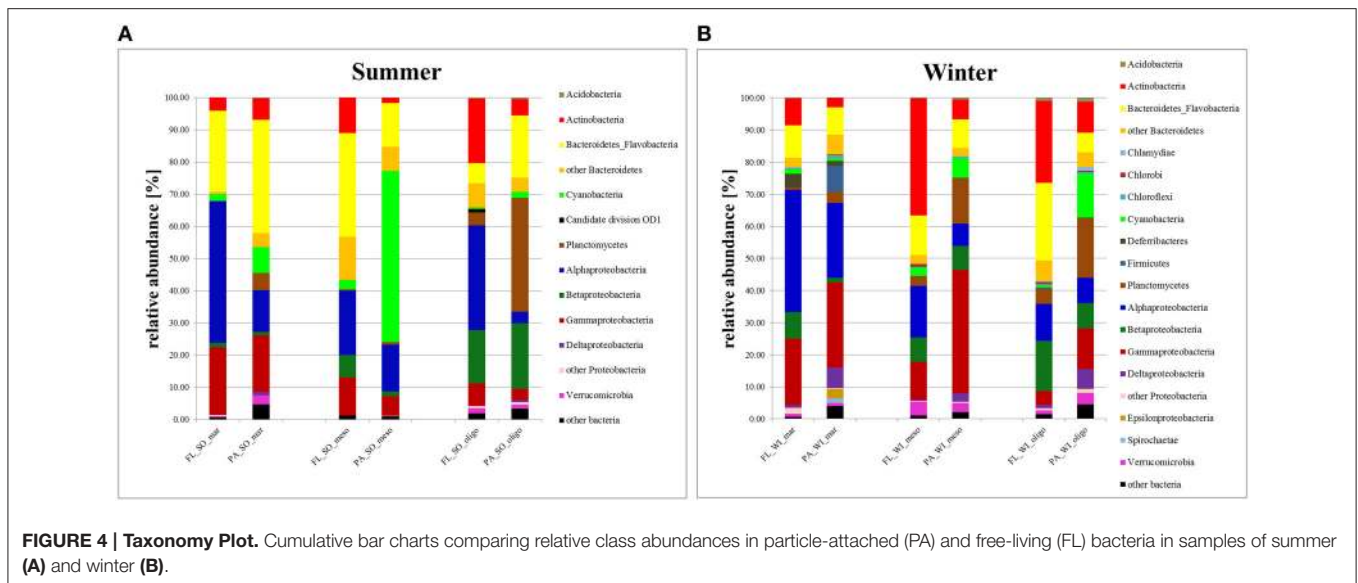 A
Summer
relative abundance [%]
100.00
90.00
80.00
70.00
60.00
50.00
40.00
30.00
20.00
10.00
0.00
FL_SO_mar
PA_SO_mar
FL_SO_meso
PA_SO_meso
FL_SO_oligo
PA_SO_oligo
Acidobacteria
Actinobacteria
Bacteroidetes_Flavobacteria
other Bacteroidetes
Cyanobacteria
Candidate division OD1
Planctomycetes
Alphaproteobacteria
Betaproteobacteria
Gammaproteobacteria
Deltaproteobacteria
other Proteobacteria
Verrucomicrobia
other bacteria
B
Winter
relative abundance [%]
100.00
90.00
80.00
70.00
60.00
50.00
40.00
30.00
20.00
10.00
0.00
FL_WI_mar
PA_WI_mar
FL_WI_meso
PA_WI_meso
FL_WI_oligo
PA_WI_oligo
Acidobacteria
Actinobacteria
Bacteroidetes_Flavobacteria
other Bacteroidetes
Chlamydiae
Chlorobi
Chloroflexi
Cyanobacteria
Deferribacteres
Firmicutes
Planctomycetes
Alphaproteobacteria
Betaproteobacteria
Gammaproteobacteria
Deltaproteobacteria
other Proteobacteria
Epsilonproteobacteria
Spirochaetae
Verrucomicrobia
other bacteria
FIGURE 4 | Taxonomy Plot. Cumulative bar charts comparing relative class abundances in particle-attached (PA) and free-living (FL) bacteria in samples of summer
(A) and winter (B).